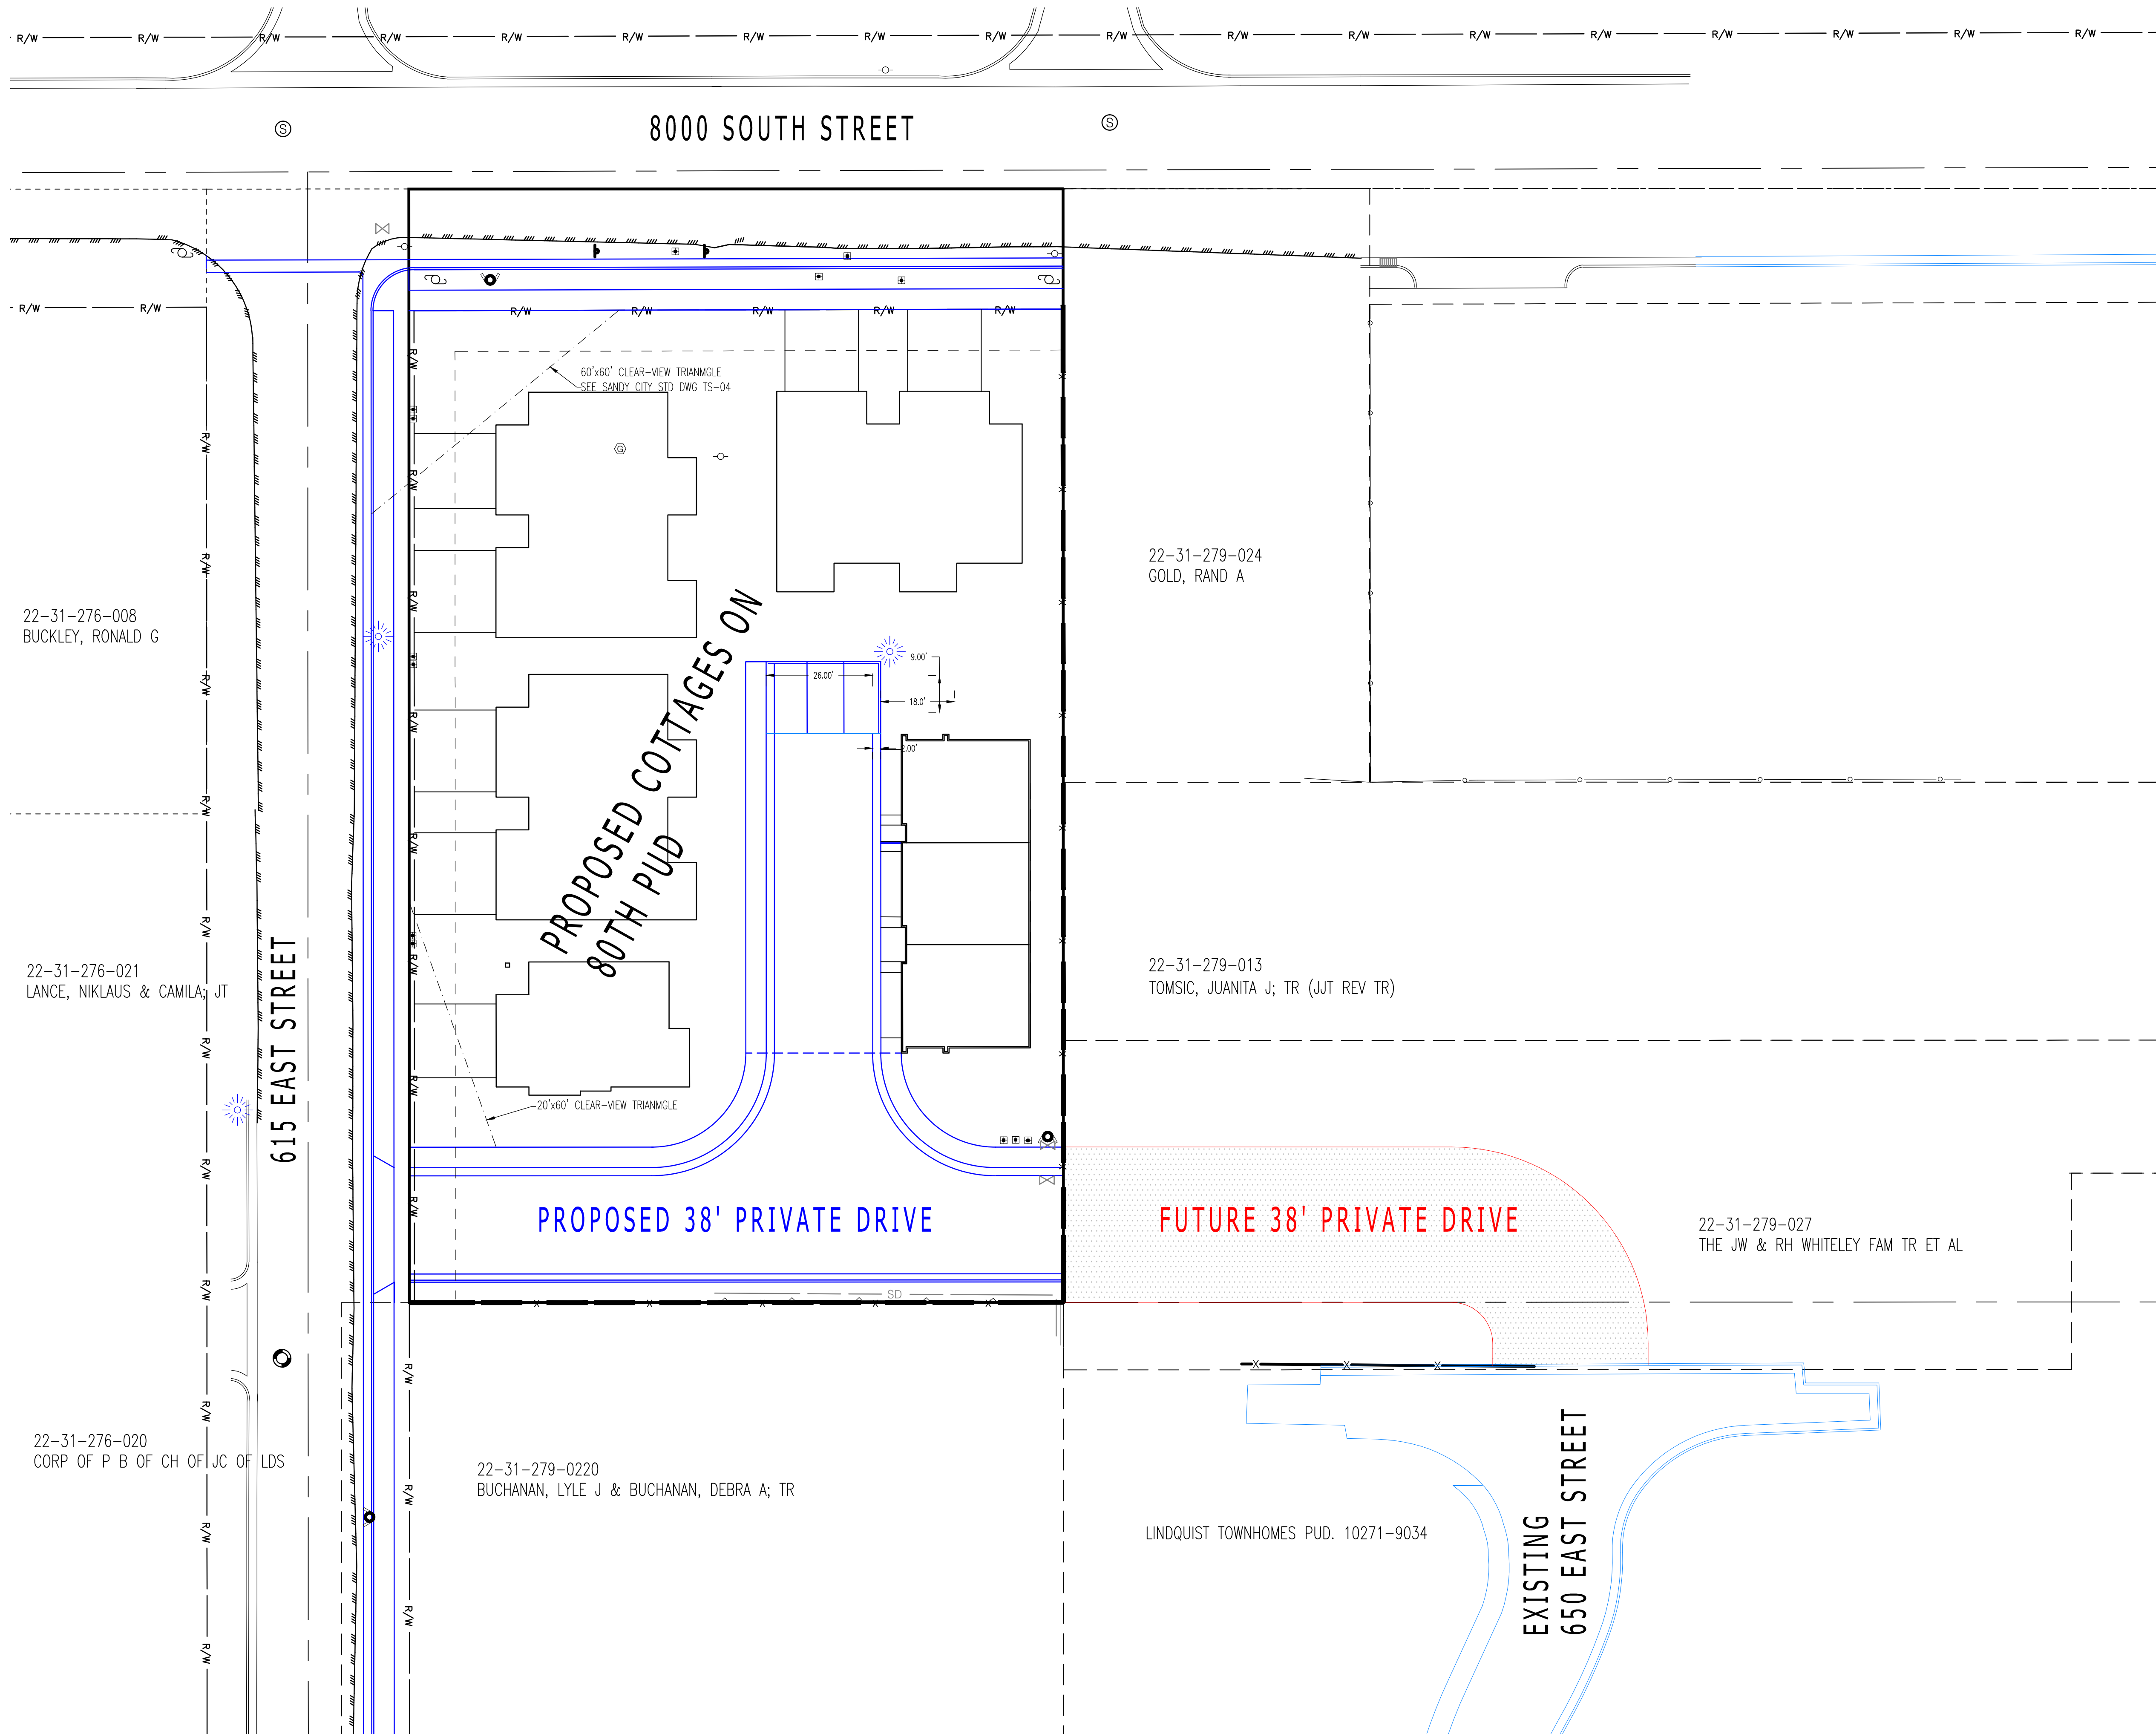 R/W R/W R/W R/W R/W R/W R/W R/W R/W R/W R/W R/W R/W R/W R/W R/W R/W R/W
S
8000 SOUTH STREET
S
R/W R/W
R/W R/W R/W R/W R/W
60'x60' CLEAR-VIEW TRIANMGLE
SEE SANDY CITY STD DWG TS-04
G
22-31-279-024
GOLD, RAND A
22-31-276-008
BUCKLEY, RONALD G
PROPOSED COTTAGES ON
80TH PUD
9.00'
26.00'
18.0'
2.00'
22-31-276-021
LANCE, NIKLAUS & CAMILA; JT
615 EAST STREET
22-31-279-013
TOMSIC, JUANITA J; TR (JJT REV TR)
20'x60' CLEAR-VIEW TRIANMGLE
R/W R/W R/W R/W R/W R/W R/W R/W R/W R/W R/W
R/W R/W R/W R/W R/W R/W R/W R/W
PROPOSED 38' PRIVATE DRIVE
FUTURE 38' PRIVATE DRIVE
22-31-279-027
THE JW & RH WHITELEY FAM TR ET AL
SD
R/W R/W R/W
22-31-276-020
CORP OF P B OF CH OF JC OF LDS
22-31-279-0220
BUCHANAN, LYLE J & BUCHANAN, DEBRA A; TR
LINDQUIST TOWNHOMES PUD. 10271-9034
EXISTING
650 EAST STREET